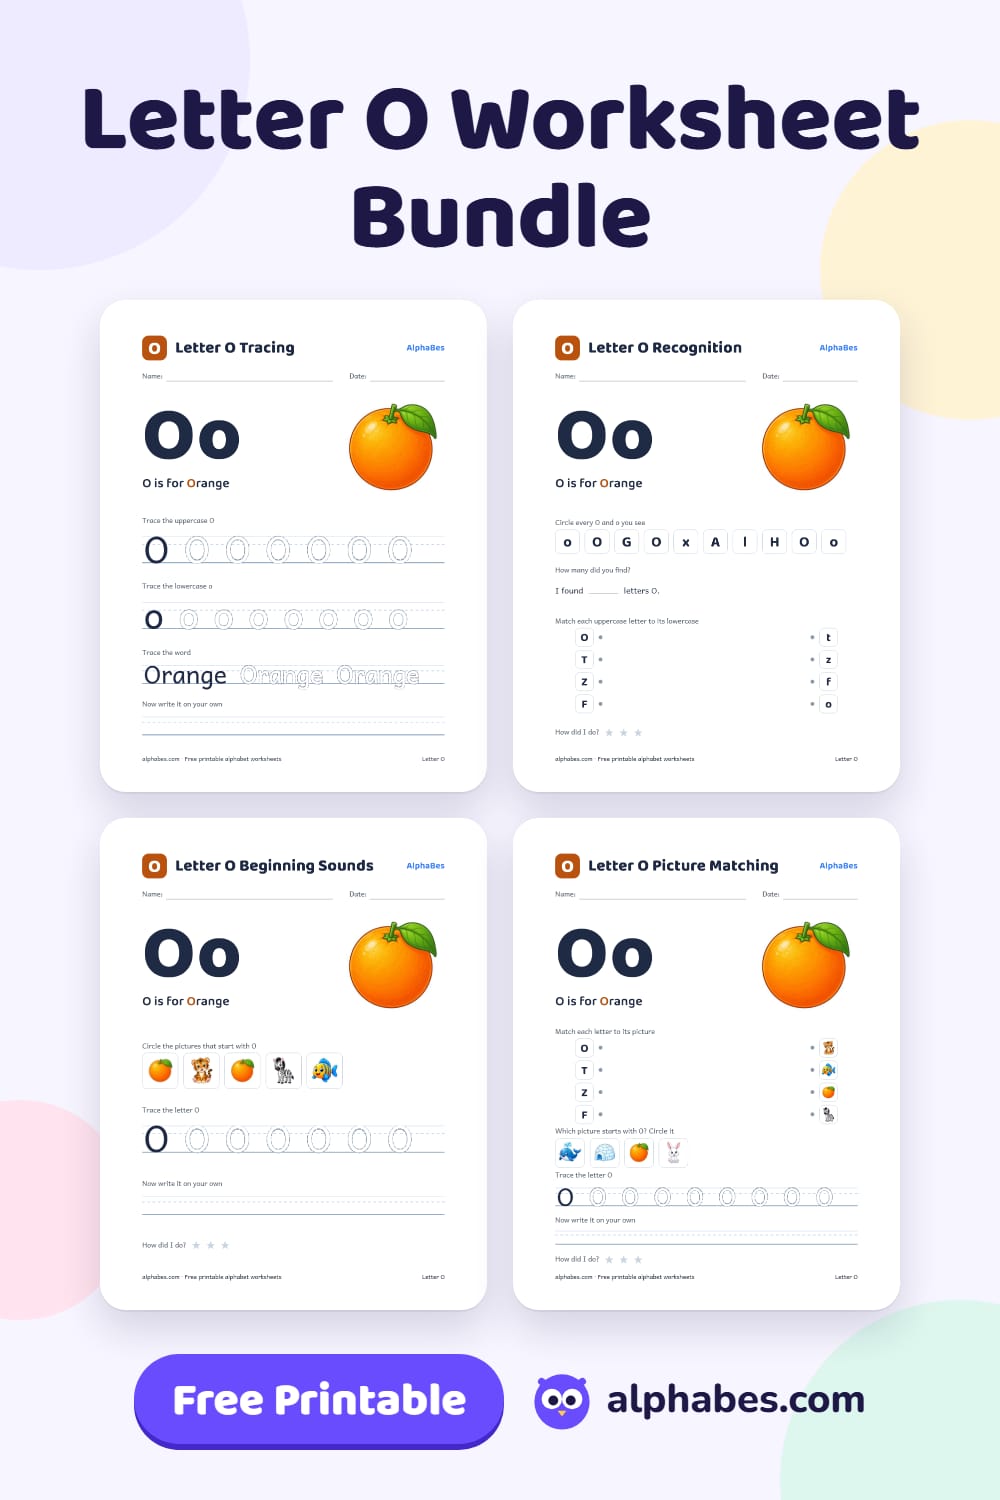 Letter O Worksheet
Bundle
O Letter O Tracing AlphaBes
Name: Date:
Oo
O is for Orange
Trace the uppercase O
O O O O O O O
Trace the lowercase o
o o o o o o o
Trace the word
Orange Orange Orange
Now write it on your own
alphabes.com Free printable alphabet worksheets Letter O
O Letter O Recognition AlphaBes
Name: Date:
Oo
O is for Orange
Circle every O and o you see
o O G O x A l H O o
How many did you find?
I found letters O.
Match each uppercase letter to its lowercase
O t
T z
Z f
F o
How did I do?
alphabes.com Free printable alphabet worksheets Letter O
O Letter O Beginning Sounds AlphaBes
Name: Date:
Oo
O is for Orange
Circle the pictures that start with O
Trace the letter O
O O O O O O O
Now write it on your own
How did I do?
alphabes.com Free printable alphabet worksheets Letter O
O Letter O Picture Matching AlphaBes
Name: Date:
Oo
O is for Orange
Match each letter to its picture
O
T
Z
F
Which picture starts with O? Circle it
Trace the letter O
O O O O O O O O O
Now write it on your own
How did I do?
alphabes.com Free printable alphabet worksheets Letter O
Free Printable
alphabes.com